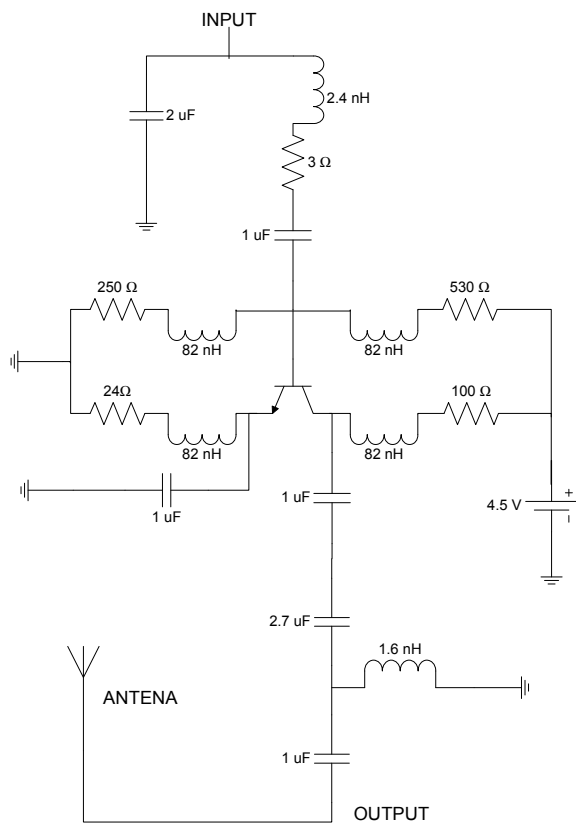 INPUT
2.4 nH
2 uF
3 Ω
1 uF
250 Ω
530 Ω
82 nH
82 nH
24Ω
100 Ω
82 nH
82 nH
1 uF
1 uF
4.5 V
+
–
2.7 uF
1.6 nH
ANTENA
1 uF
OUTPUT